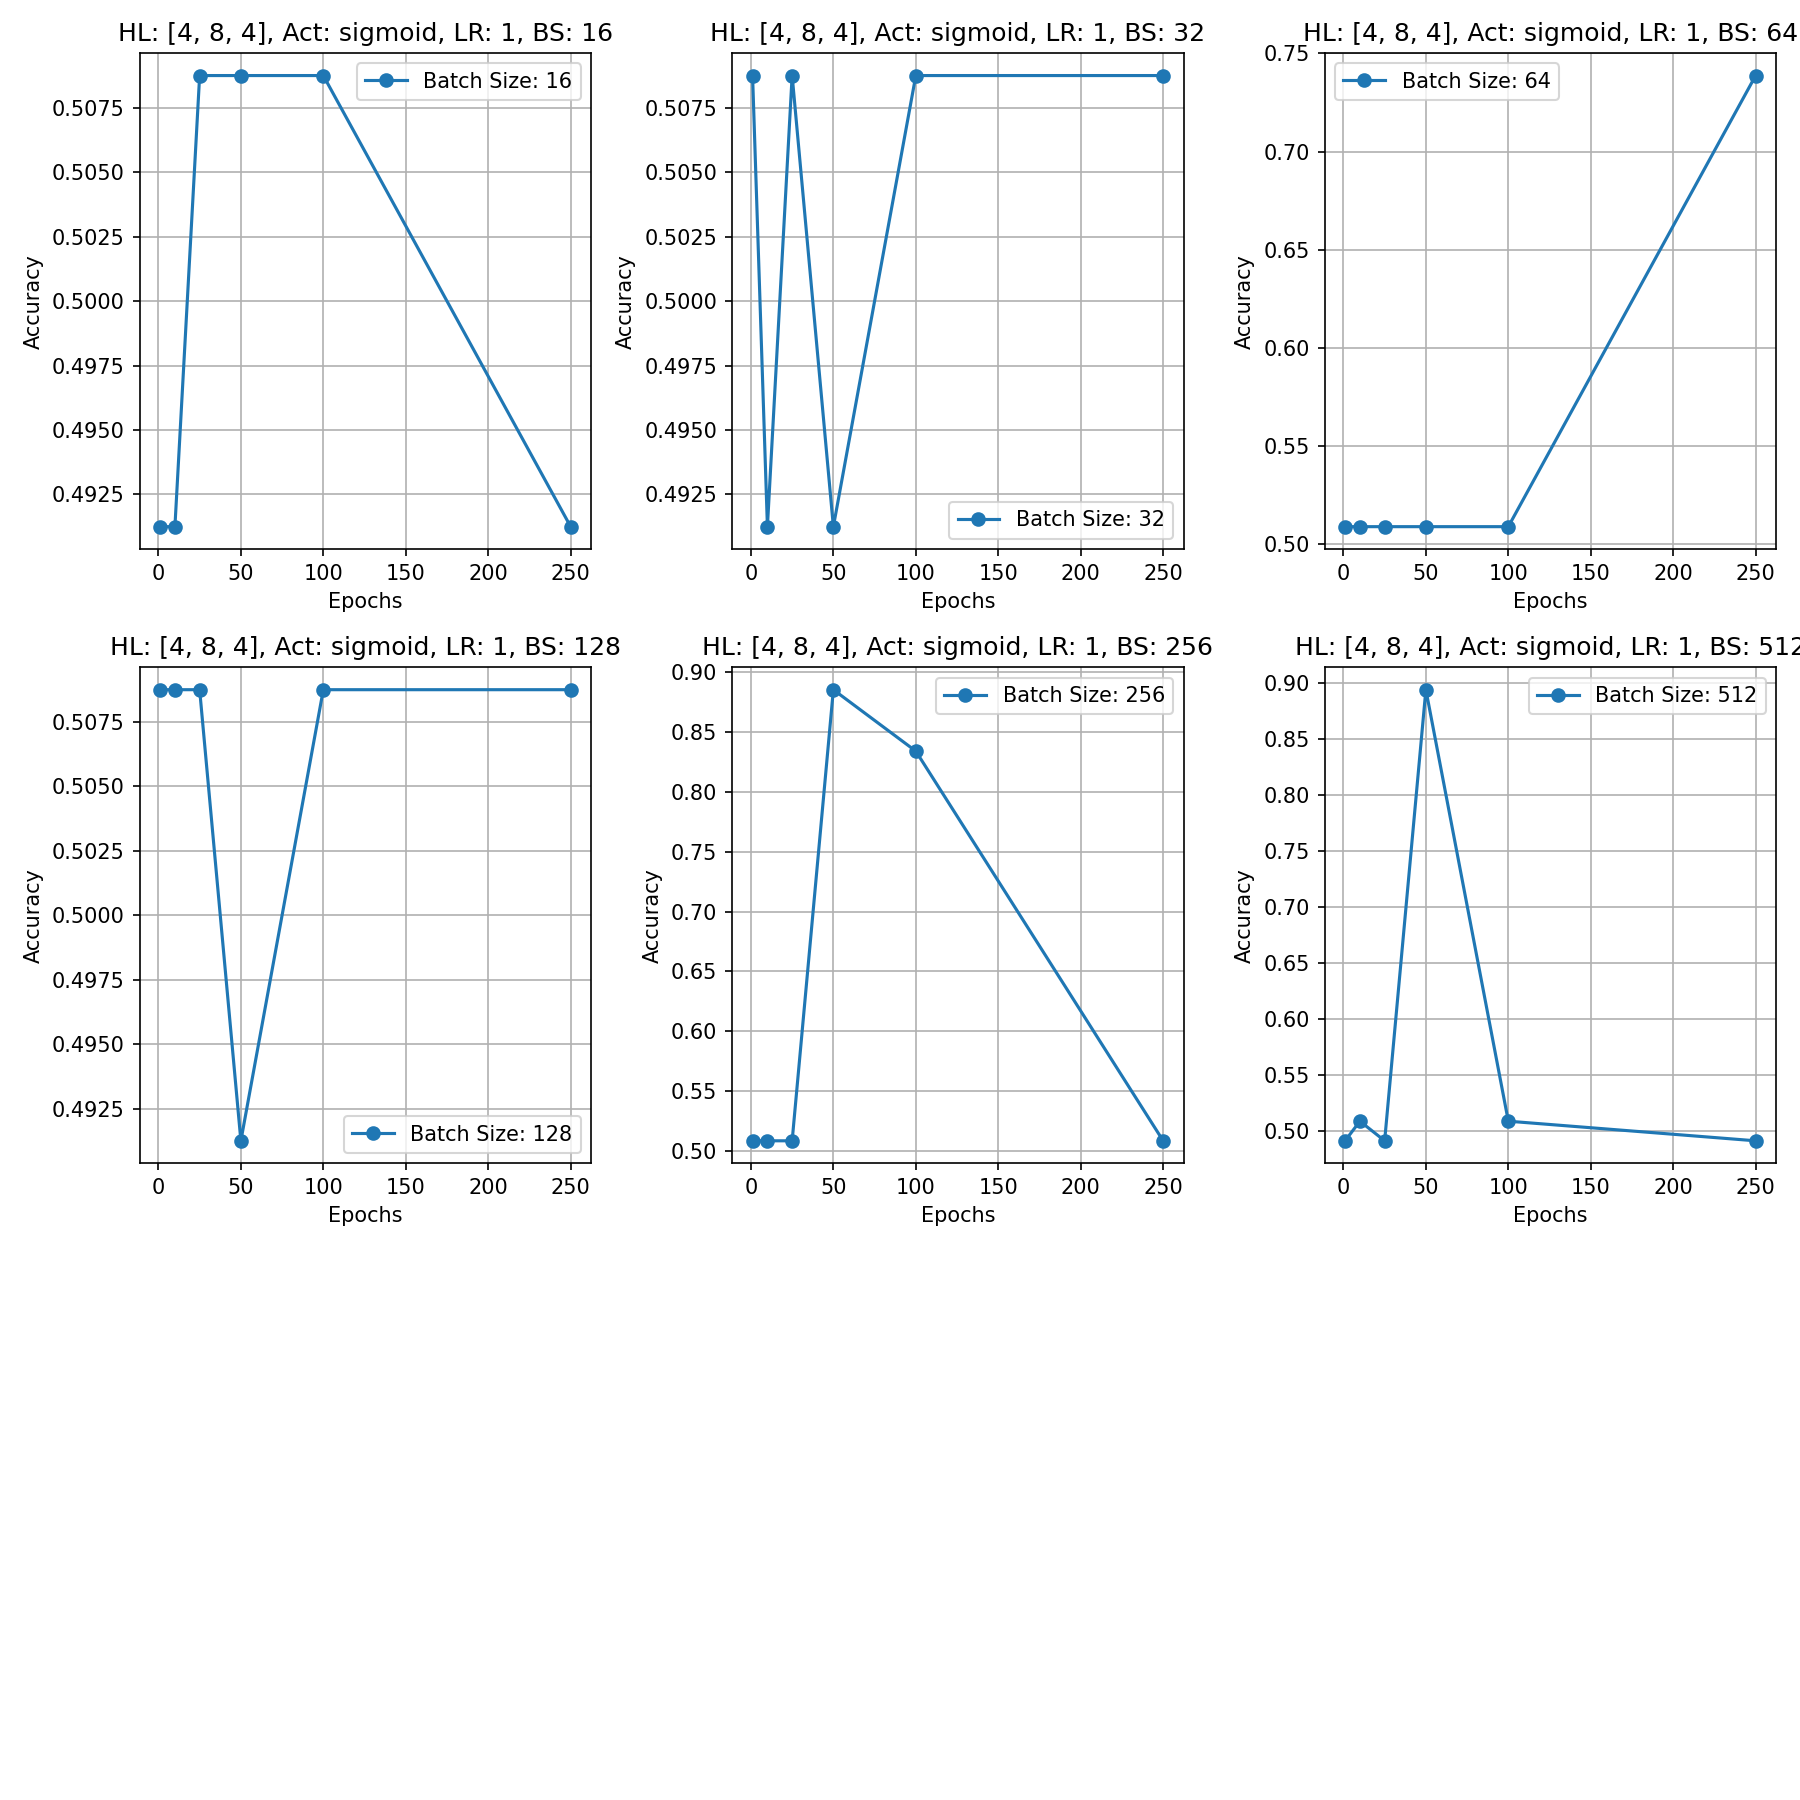 HL: [4, 8, 4], Act: sigmoid, LR: 1, BS: 16
0.5075
0.5050
0.5025
0.5000
0.4975
0.4950
0.4925
Accuracy
Batch Size: 16
0 50 100 150 200 250
Epochs
HL: [4, 8, 4], Act: sigmoid, LR: 1, BS: 32
0.5075
0.5050
0.5025
0.5000
0.4975
0.4950
0.4925
Accuracy
Batch Size: 32
0 50 100 150 200 250
Epochs
HL: [4, 8, 4], Act: sigmoid, LR: 1, BS: 64
0.75
0.70
0.65
0.60
0.55
0.50
Accuracy
Batch Size: 64
0 50 100 150 200 250
Epochs
HL: [4, 8, 4], Act: sigmoid, LR: 1, BS: 128
0.5075
0.5050
0.5025
0.5000
0.4975
0.4950
0.4925
Accuracy
Batch Size: 128
0 50 100 150 200 250
Epochs
HL: [4, 8, 4], Act: sigmoid, LR: 1, BS: 256
0.90
0.85
0.80
0.75
0.70
0.65
0.60
0.55
0.50
Accuracy
Batch Size: 256
0 50 100 150 200 250
Epochs
HL: [4, 8, 4], Act: sigmoid, LR: 1, BS: 512
0.90
0.85
0.80
0.75
0.70
0.65
0.60
0.55
0.50
Accuracy
Batch Size: 512
0 50 100 150 200 250
Epochs